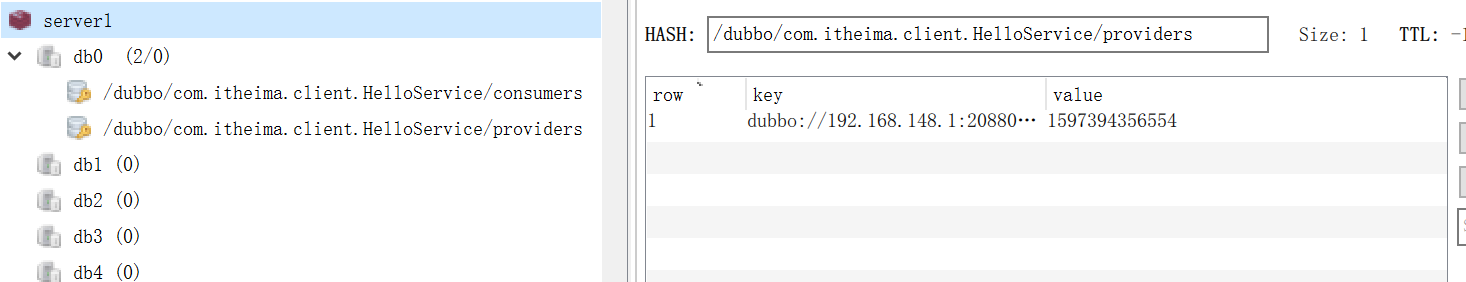 server1
db0 (2/0)
/dubbo/com.itheima.client.HelloService/consumers
/dubbo/com.itheima.client.HelloService/providers
db1 (0)
db2 (0)
db3 (0)
db4 (0)
HASH: /dubbo/com.itheima.client.HelloService/providers Size: 1 TTL: -1
row key value
1 dubbo://192.168.148.1:20880… 1597394356554